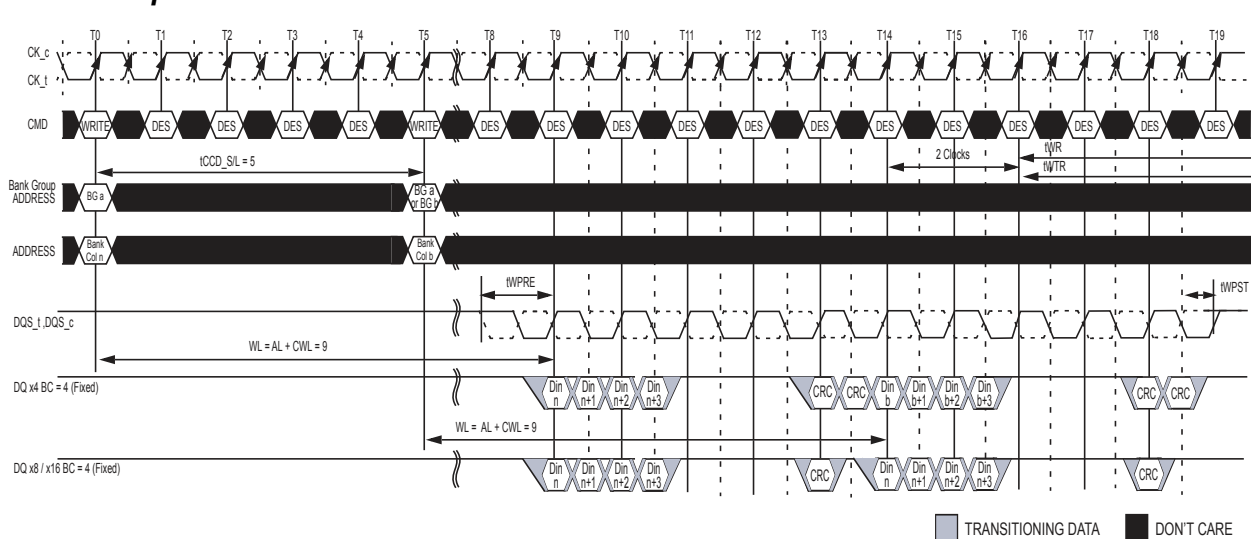 T0 T1 T2 T3 T4 T5 T8 T9 T10 T11 T12 T13 T14 T15 T16 T17 T18 T19
CK_c
CK_t
CMD WRITE DES DES DES DES WRITE DES DES DES DES DES DES DES DES DES DES DES DES
tCCD_S/L = 5
2 Clocks
tWR
tWTR
Bank Group
ADDRESS
BG a
BG a
or BG b
ADDRESS
Bank
Col n
Bank
Col b
tWPRE
tWPST
DQS_t ,DQS_c
WL = AL + CWL = 9
DQ x4 BC = 4 (Fixed)
Din Din Din Din
n n+1 n+2 n+3
CRC CRC
Din Din Din Din
b b+1 b+2 b+3
CRC CRC
WL = AL + CWL = 9
DQ x8 / x16 BC = 4 (Fixed)
Din Din Din Din
n n+1 n+2 n+3
CRC
Din Din Din Din
n n+1 n+2 n+3
CRC
TRANSITIONING DATA DON'T CARE